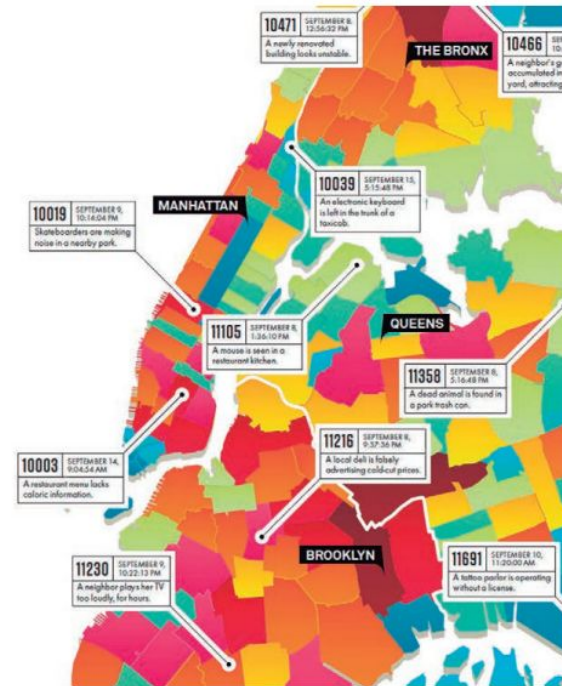 10471 SEPTEMBER 8,
12:56:32 PM
A newly renovated
building looks unstable.
THE BRONX
10466
A neighbor's
accumulated in
yard, attracting
10039 SEPTEMBER 15,
5:15:48 PM
An electronic keyboard
is left in the trunk of a
taxicab.
MANHATTAN
10019 SEPTEMBER 9,
10:14:04 PM
Skateboarders are making
noise in a nearby park.
11105 SEPTEMBER 8,
1:36:10 PM
A mouse is seen in a
restaurant kitchen.
QUEENS
11358 SEPTEMBER 8,
5:16:48 PM
A dead animal is found in
a park trash can.
11216 SEPTEMBER 8,
9:57:36 PM
A local deli is falsely
advertising cold-cut prices.
10003 SEPTEMBER 14,
9:04:54 AM
A restaurant menu lacks
caloric information.
BROOKLYN
11691 SEPTEMBER 10,
11:20:00 AM
A tattoo parlor is operating
without a license.
11230 SEPTEMBER 9,
10:22:13 PM
A neighbor plays her TV
too loudly, for hours.